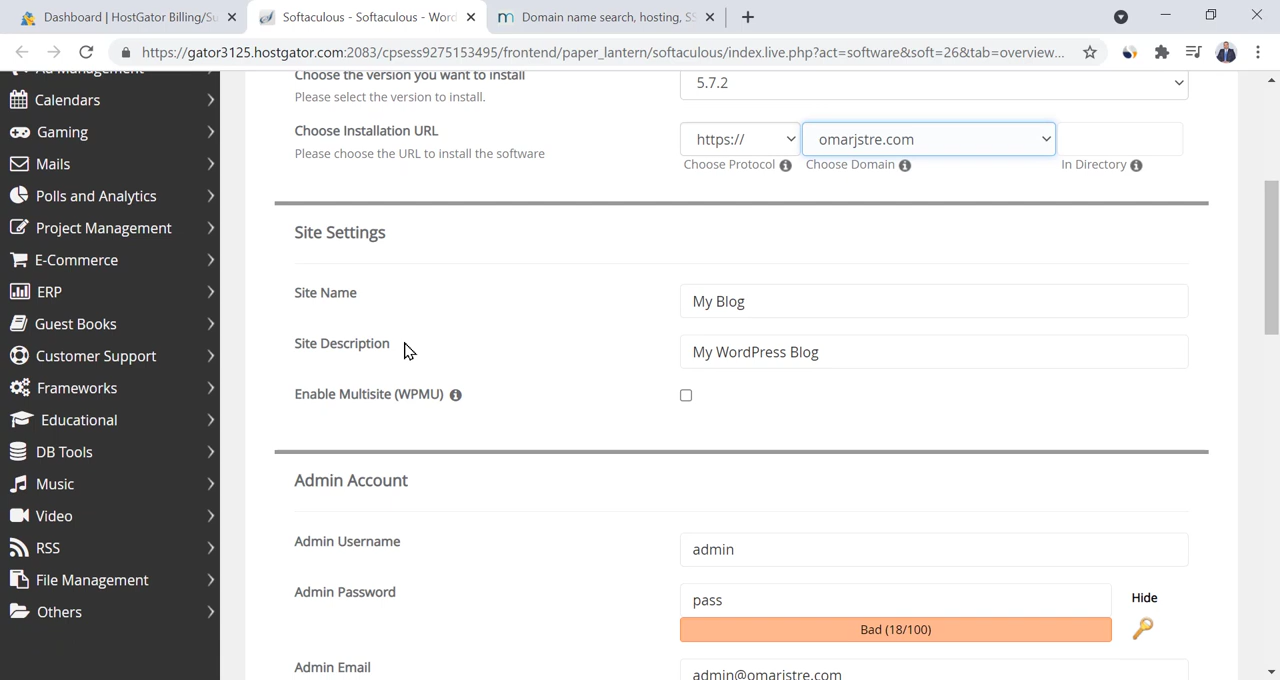 Dashboard | HostGator Billing/Su
Softaculous - Softaculous - Word
Domain name search, hosting, SS
https://gator3125.hostgator.com:2083/cpsess9275153495/frontend/paper_lantern/softaculous/index.live.php?act=software&soft=26&tab=overview...
Ad Management
Calendars
Gaming
Mails
Polls and Analytics
Project Management
E-Commerce
ERP
Guest Books
Customer Support
Frameworks
Educational
DB Tools
Music
Video
RSS
File Management
Others
Choose the version you want to install
Please select the version to install.
5.7.2
Choose Installation URL
Please choose the URL to install the software
https:// omarjstre.com
Choose Protocol Choose Domain In Directory
Site Settings
Site Name
My Blog
Site Description
My WordPress Blog
Enable Multisite (WPMU)
Admin Account
Admin Username
admin
Admin Password
pass
Hide
Bad (18/100)
Admin Email
admin@omarjstre.com